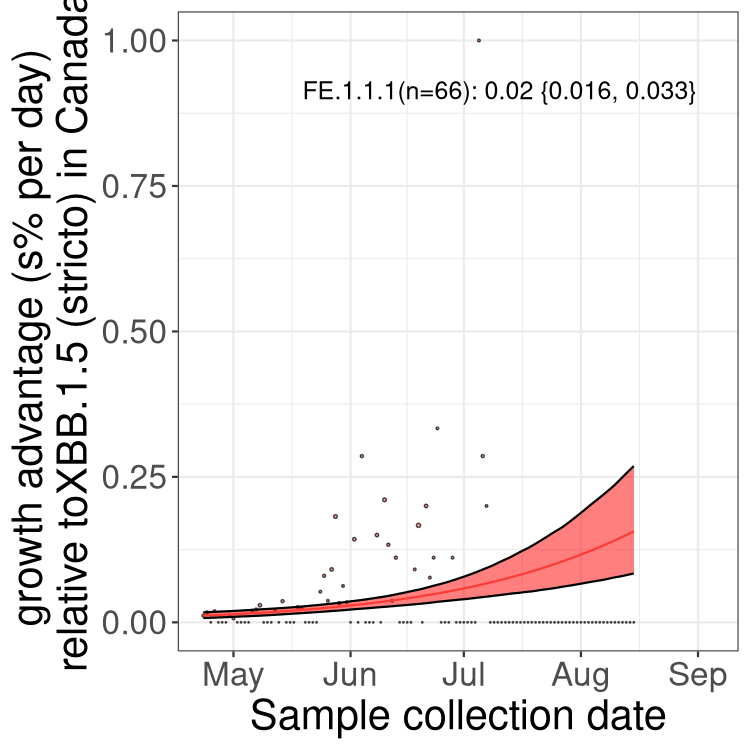 growth advantage (s% per day)
relative toXBB.1.5 (stricto) in Canada
1.00
0.75
0.50
0.25
0.00
FE.1.1.1(n=66): 0.02 {0.016, 0.033}
May Jun Jul Aug Sep
Sample collection date